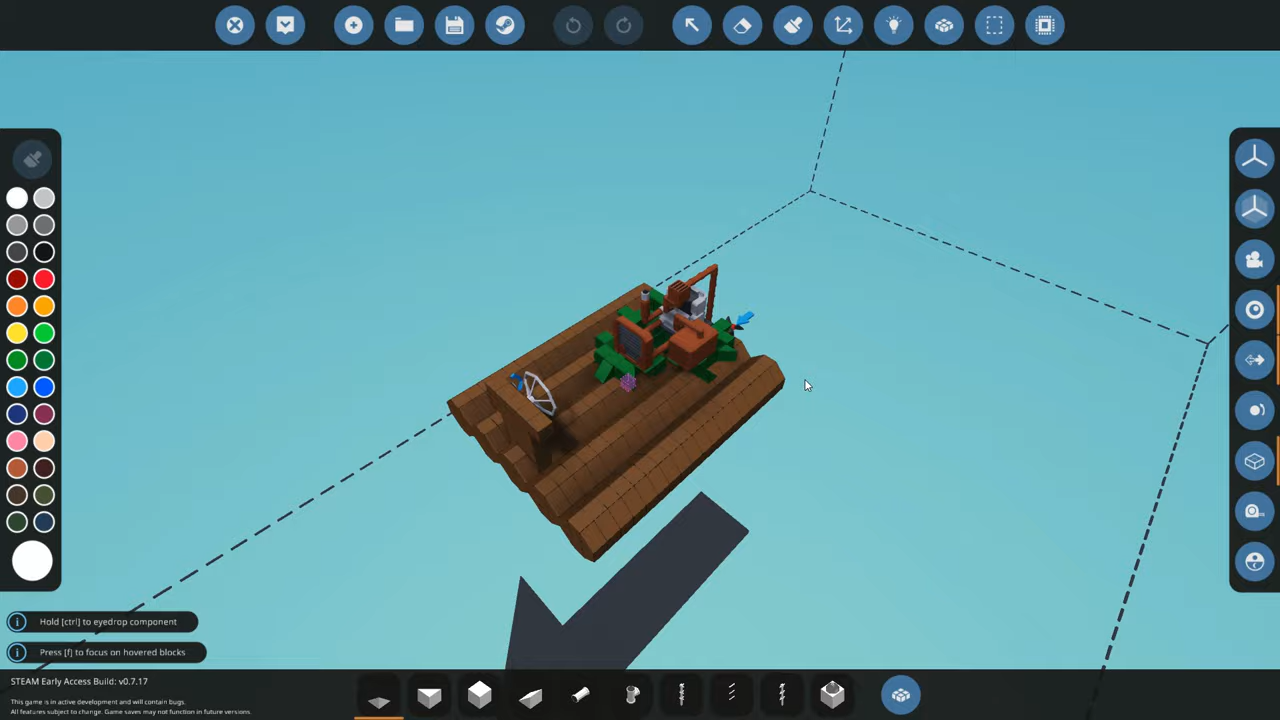 Hold [ctrl] to eyedrop component
Press [f] to focus on hovered blocks
STEAM Early Access Build: v0.7.17
This game is in active development and will contain bugs.
All features subject to change. Game saves may not function in future versions.